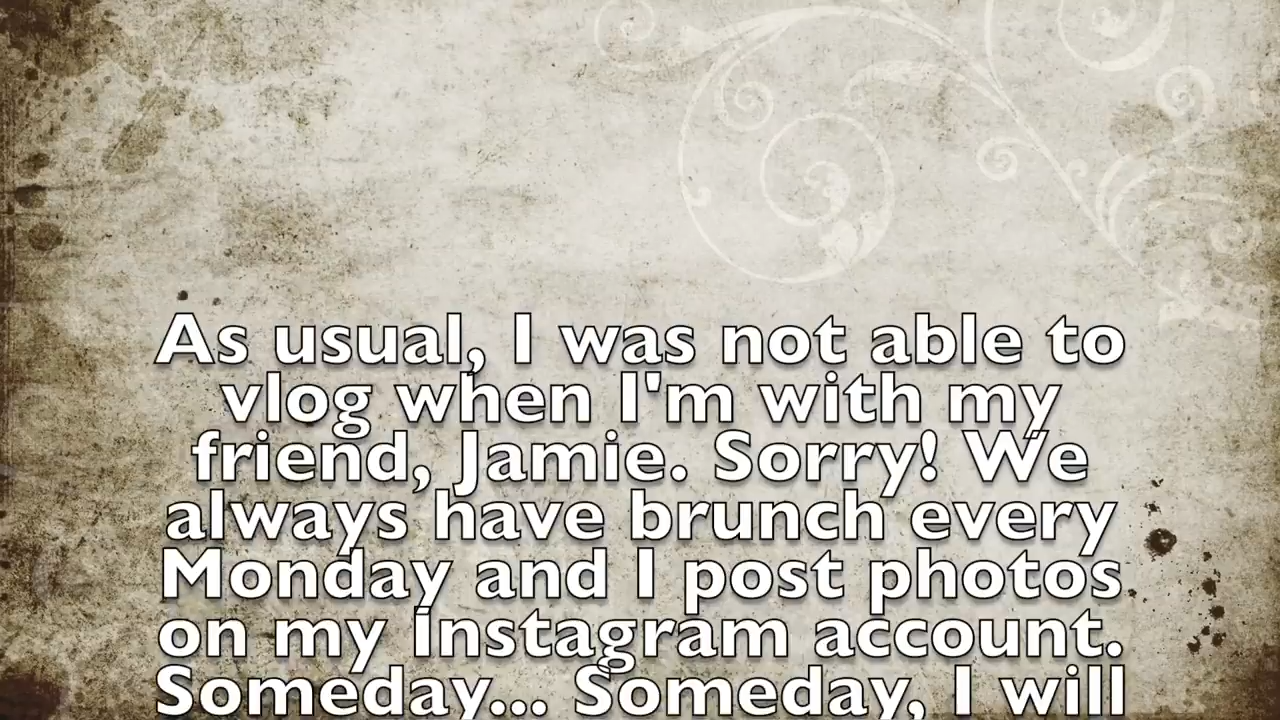 As usual, I was not able to
vlog when I'm with my
friend, Jamie. Sorry! We
always have brunch every
Monday and I post photos
on my Instagram account.
Someday... Someday, I will